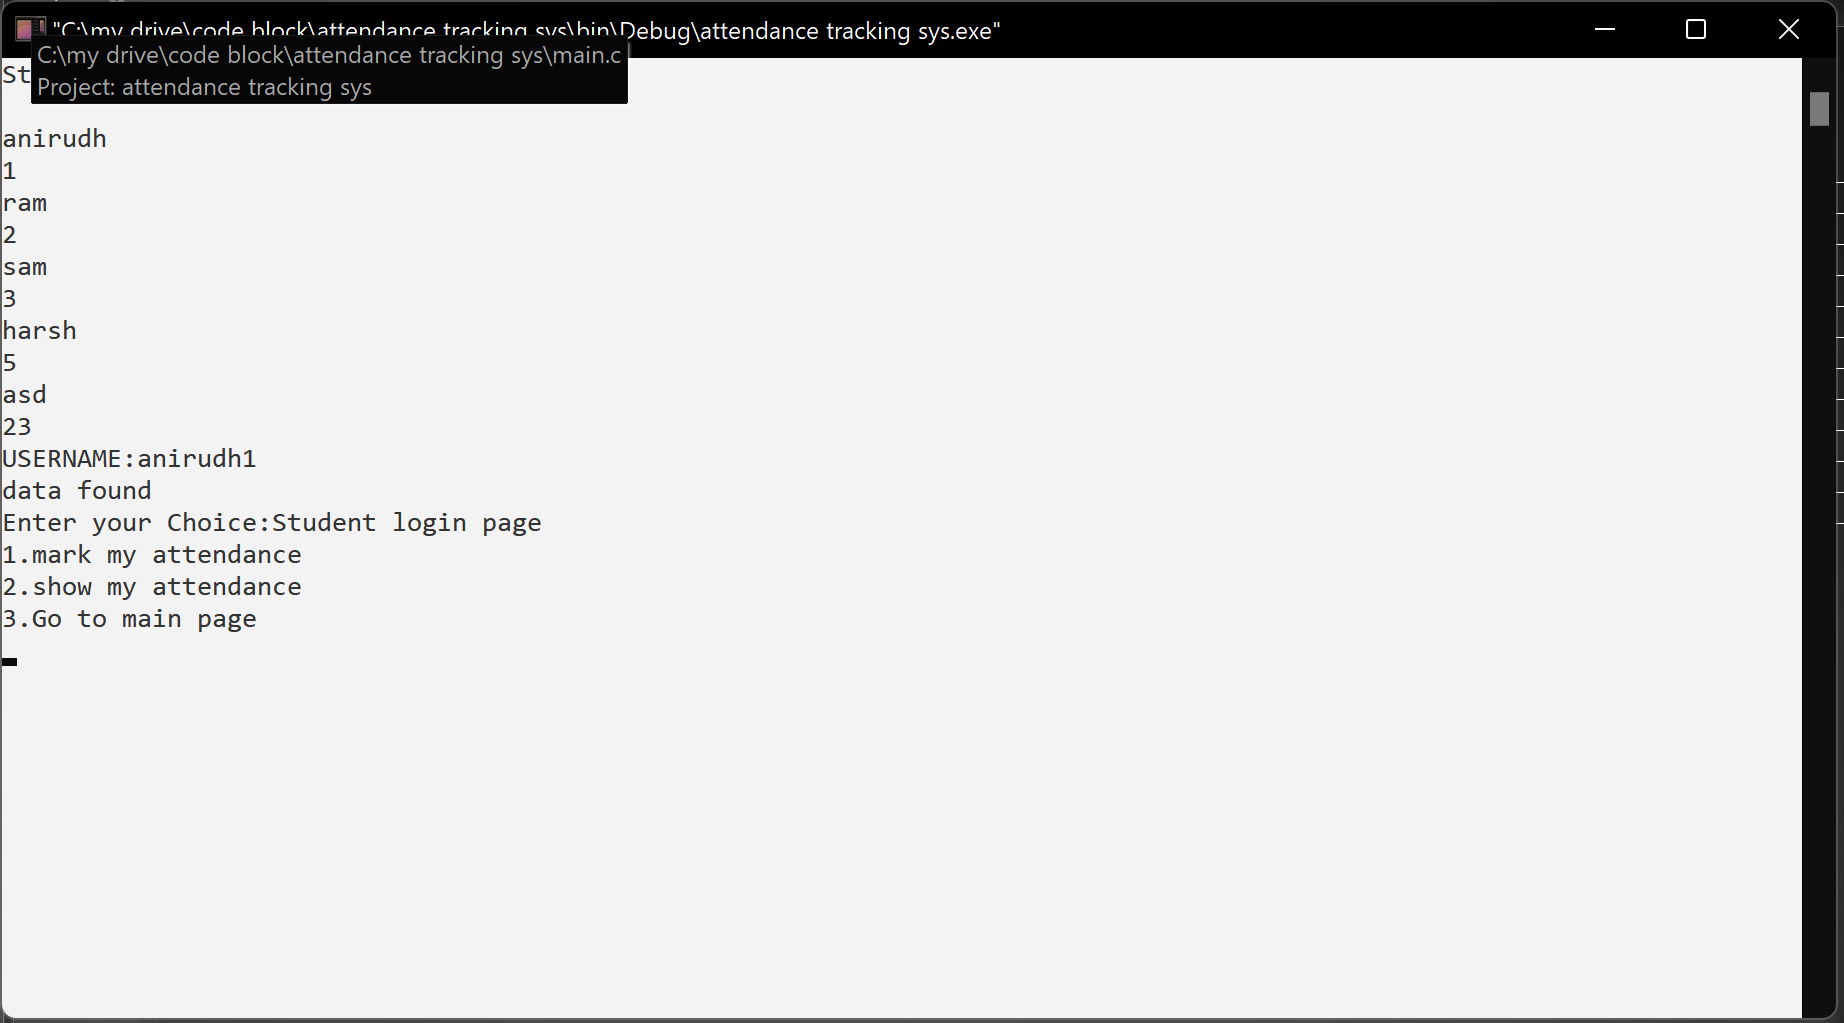 "C:\my drive\code block\attendance tracking sys\bin\Debug\attendance tracking sys.exe"
C:\my drive\code block\attendance tracking sys\main.c
Project: attendance tracking sys
anirudh
1
ram
2
sam
3
harsh
5
asd
23
USERNAME:anirudh1
data found
Enter your Choice:Student login page
1.mark my attendance
2.show my attendance
3.Go to main page